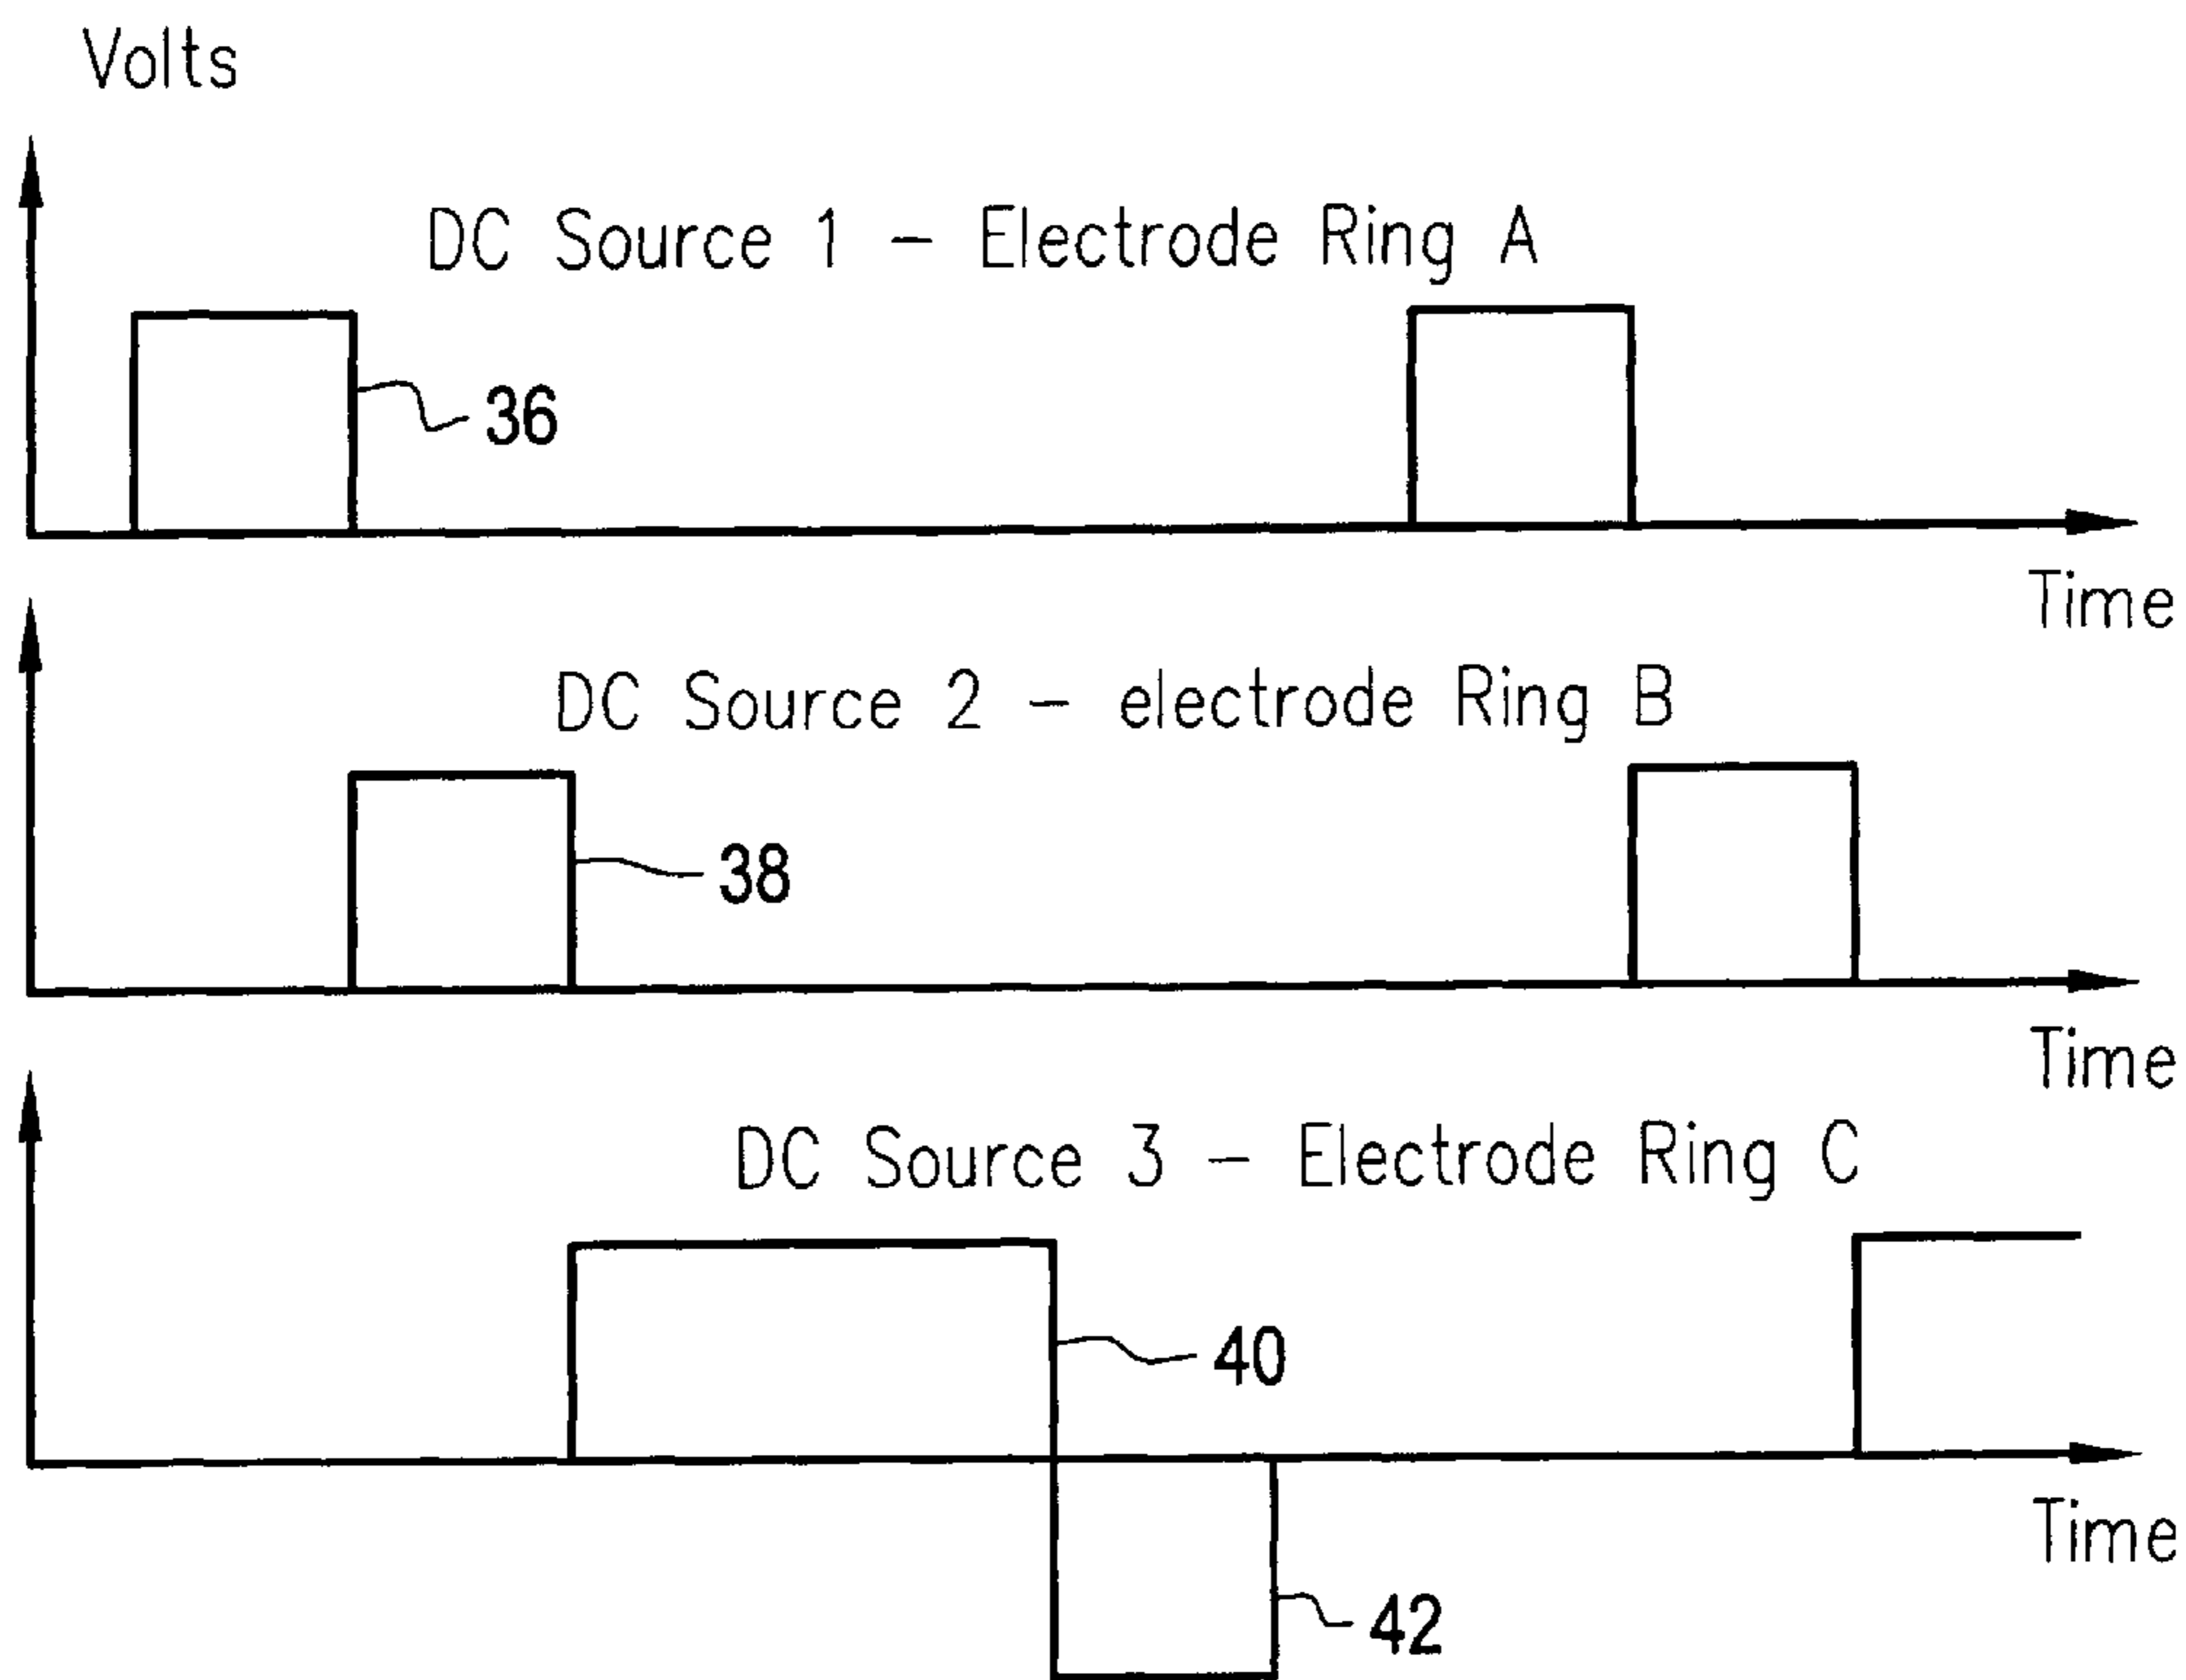 Volts
DC Source 1 – Electrode Ring A
36
Time
DC Source 2 – electrode Ring B
38
Time
DC Source 3 – Electrode Ring C
40
Time
42